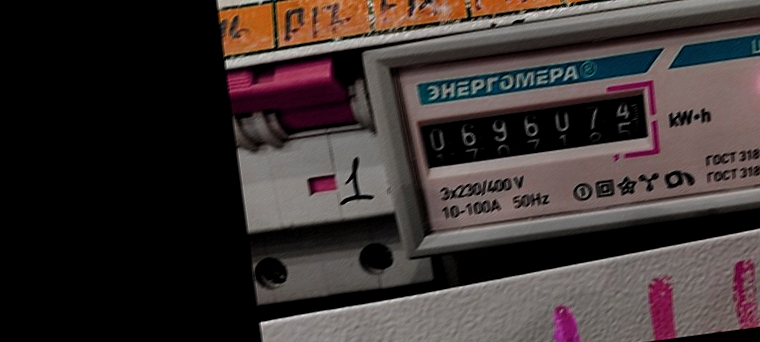 ЭНЕРГОМЕРА®
0696074
kW•h
3x230/400 V
10-100A 50Hz
ГОСТ 318
ГОСТ 318
1